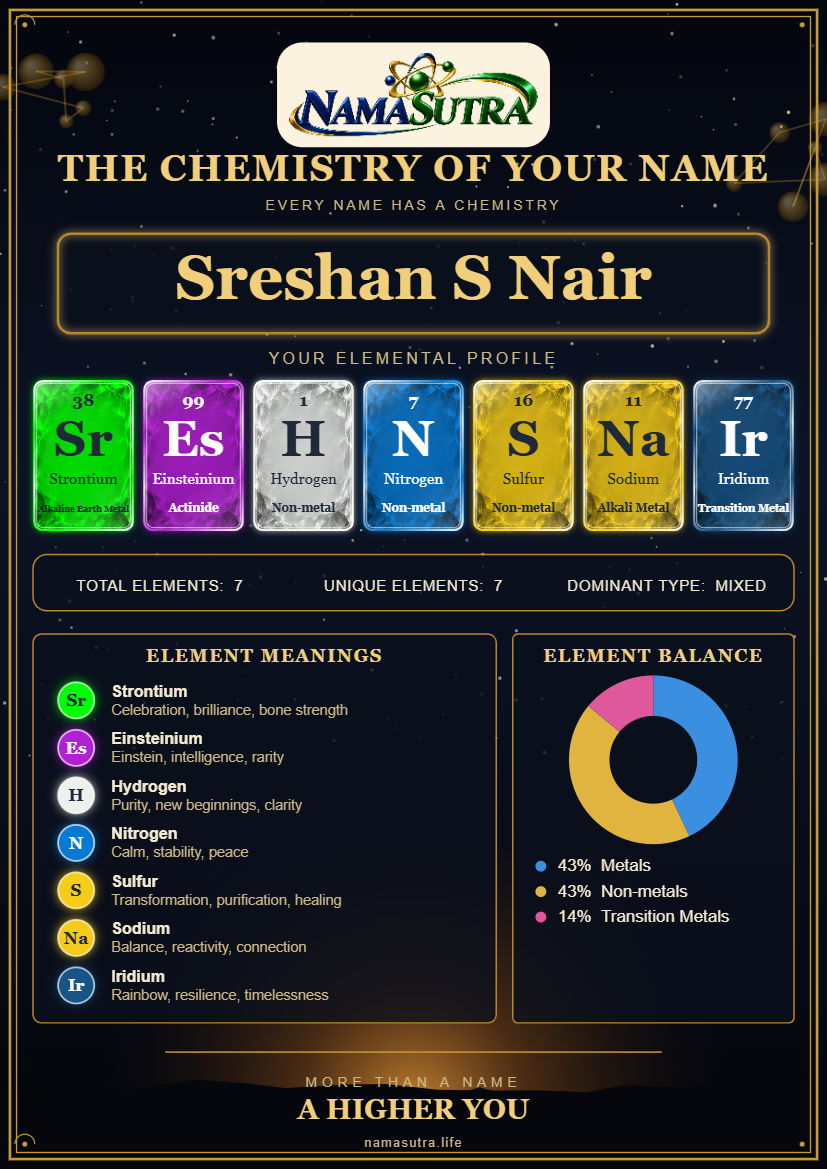 NAMASUTRA
THE CHEMISTRY OF YOUR NAME
EVERY NAME HAS A CHEMISTRY
Sreshan S Nair
YOUR ELEMENTAL PROFILE
38
Sr
Strontium
Alkaline Earth Metal
99
Es
Einsteinium
Actinide
1
H
Hydrogen
Non-metal
7
N
Nitrogen
Non-metal
16
S
Sulfur
Non-metal
11
Na
Sodium
Alkali Metal
77
Ir
Iridium
Transition Metal
TOTAL ELEMENTS: 7
UNIQUE ELEMENTS: 7
DOMINANT TYPE: MIXED
ELEMENT MEANINGS
Sr
Strontium
Celebration, brilliance, bone strength
Es
Einsteinium
Einstein, intelligence, rarity
H
Hydrogen
Purity, new beginnings, clarity
N
Nitrogen
Calm, stability, peace
S
Sulfur
Transformation, purification, healing
Na
Sodium
Balance, reactivity, connection
Ir
Iridium
Rainbow, resilience, timelessness
ELEMENT BALANCE
43% Metals
43% Non-metals
14% Transition Metals
MORE THAN A NAME
A HIGHER YOU
namasutra.life